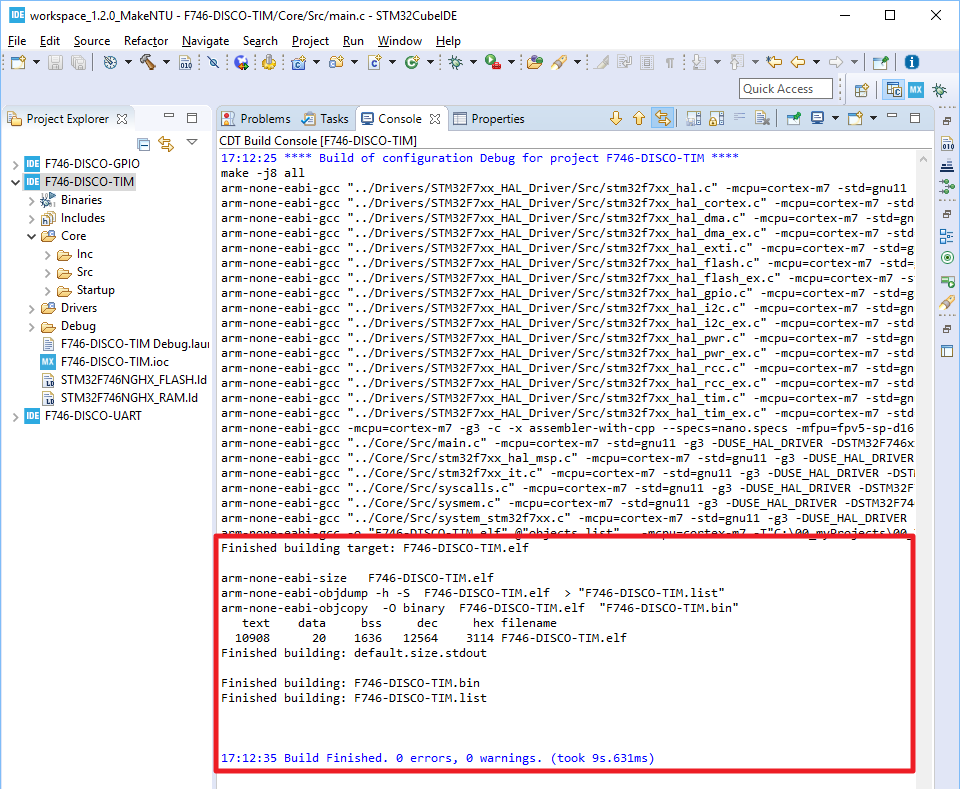 IDE workspace_1.2.0_MakeNTU - F746-DISCO-TIM/Core/Src/main.c - STM32CubeIDE
File Edit Source Refactor Navigate Search Project Run Window Help
Quick Access
MX
Project Explorer
Problems Tasks Console Properties
CDT Build Console [F746-DISCO-TIM]
IDE F746-DISCO-GPIO
IDE F746-DISCO-TIM
Binaries
Includes
Core
Inc
Src
Startup
Drivers
Debug
F746-DISCO-TIM Debug.laun
MX F746-DISCO-TIM.ioc
STM32F746NGHX_FLASH.ld
STM32F746NGHX_RAM.ld
IDE F746-DISCO-UART
17:12:25 **** Build of configuration Debug for project F746-DISCO-TIM ****
make -j8 all
arm-none-eabi-gcc "../Drivers/STM32F7xx_HAL_Driver/Src/stm32f7xx_hal.c" -mcpu=cortex-m7 -std=gnu11
arm-none-eabi-gcc "../Drivers/STM32F7xx_HAL_Driver/Src/stm32f7xx_hal_cortex.c" -mcpu=cortex-m7 -std
arm-none-eabi-gcc "../Drivers/STM32F7xx_HAL_Driver/Src/stm32f7xx_hal_dma.c" -mcpu=cortex-m7 -std=gn
arm-none-eabi-gcc "../Drivers/STM32F7xx_HAL_Driver/Src/stm32f7xx_hal_dma_ex.c" -mcpu=cortex-m7 -std
arm-none-eabi-gcc "../Drivers/STM32F7xx_HAL_Driver/Src/stm32f7xx_hal_exti.c" -mcpu=cortex-m7 -std=g
arm-none-eabi-gcc "../Drivers/STM32F7xx_HAL_Driver/Src/stm32f7xx_hal_flash.c" -mcpu=cortex-m7 -std=
arm-none-eabi-gcc "../Drivers/STM32F7xx_HAL_Driver/Src/stm32f7xx_hal_flash_ex.c" -mcpu=cortex-m7 -s
arm-none-eabi-gcc "../Drivers/STM32F7xx_HAL_Driver/Src/stm32f7xx_hal_gpio.c" -mcpu=cortex-m7 -std=g
arm-none-eabi-gcc "../Drivers/STM32F7xx_HAL_Driver/Src/stm32f7xx_hal_i2c.c" -mcpu=cortex-m7 -std=gn
arm-none-eabi-gcc "../Drivers/STM32F7xx_HAL_Driver/Src/stm32f7xx_hal_i2c_ex.c" -mcpu=cortex-m7 -std
arm-none-eabi-gcc "../Drivers/STM32F7xx_HAL_Driver/Src/stm32f7xx_hal_pwr.c" -mcpu=cortex-m7 -std=gn
arm-none-eabi-gcc "../Drivers/STM32F7xx_HAL_Driver/Src/stm32f7xx_hal_pwr_ex.c" -mcpu=cortex-m7 -std
arm-none-eabi-gcc "../Drivers/STM32F7xx_HAL_Driver/Src/stm32f7xx_hal_rcc.c" -mcpu=cortex-m7 -std=gn
arm-none-eabi-gcc "../Drivers/STM32F7xx_HAL_Driver/Src/stm32f7xx_hal_rcc_ex.c" -mcpu=cortex-m7 -std
arm-none-eabi-gcc "../Drivers/STM32F7xx_HAL_Driver/Src/stm32f7xx_hal_tim.c" -mcpu=cortex-m7 -std=gn
arm-none-eabi-gcc "../Drivers/STM32F7xx_HAL_Driver/Src/stm32f7xx_hal_tim_ex.c" -mcpu=cortex-m7 -std
arm-none-eabi-gcc -mcpu=cortex-m7 -g3 -c -x assembler-with-cpp --specs=nano.specs -mfpu=fpv5-sp-d16
arm-none-eabi-gcc "../Core/Src/main.c" -mcpu=cortex-m7 -std=gnu11 -g3 -DUSE_HAL_DRIVER -DSTM32F746x
arm-none-eabi-gcc "../Core/Src/stm32f7xx_hal_msp.c" -mcpu=cortex-m7 -std=gnu11 -g3 -DUSE_HAL_DRIVER
arm-none-eabi-gcc "../Core/Src/stm32f7xx_it.c" -mcpu=cortex-m7 -std=gnu11 -g3 -DUSE_HAL_DRIVER -DST
arm-none-eabi-gcc "../Core/Src/syscalls.c" -mcpu=cortex-m7 -std=gnu11 -g3 -DUSE_HAL_DRIVER -DSTM32F
arm-none-eabi-gcc "../Core/Src/sysmem.c" -mcpu=cortex-m7 -std=gnu11 -g3 -DUSE_HAL_DRIVER -DSTM32F74
arm-none-eabi-gcc "../Core/Src/system_stm32f7xx.c" -mcpu=cortex-m7 -std=gnu11 -g3 -DUSE_HAL_DRIVER
arm-none-eabi-gcc -o "F746-DISCO-TIM.elf" @"objects.list" -mcpu=cortex-m7 -T"C:\00_myProjects\00_
Finished building target: F746-DISCO-TIM.elf
arm-none-eabi-size F746-DISCO-TIM.elf
arm-none-eabi-objdump -h -S F746-DISCO-TIM.elf > "F746-DISCO-TIM.list"
arm-none-eabi-objcopy -O binary F746-DISCO-TIM.elf "F746-DISCO-TIM.bin"
text data bss dec hex filename
10908 20 1636 12564 3114 F746-DISCO-TIM.elf
Finished building: default.size.stdout
Finished building: F746-DISCO-TIM.bin
Finished building: F746-DISCO-TIM.list
17:12:35 Build Finished. 0 errors, 0 warnings. (took 9s.631ms)